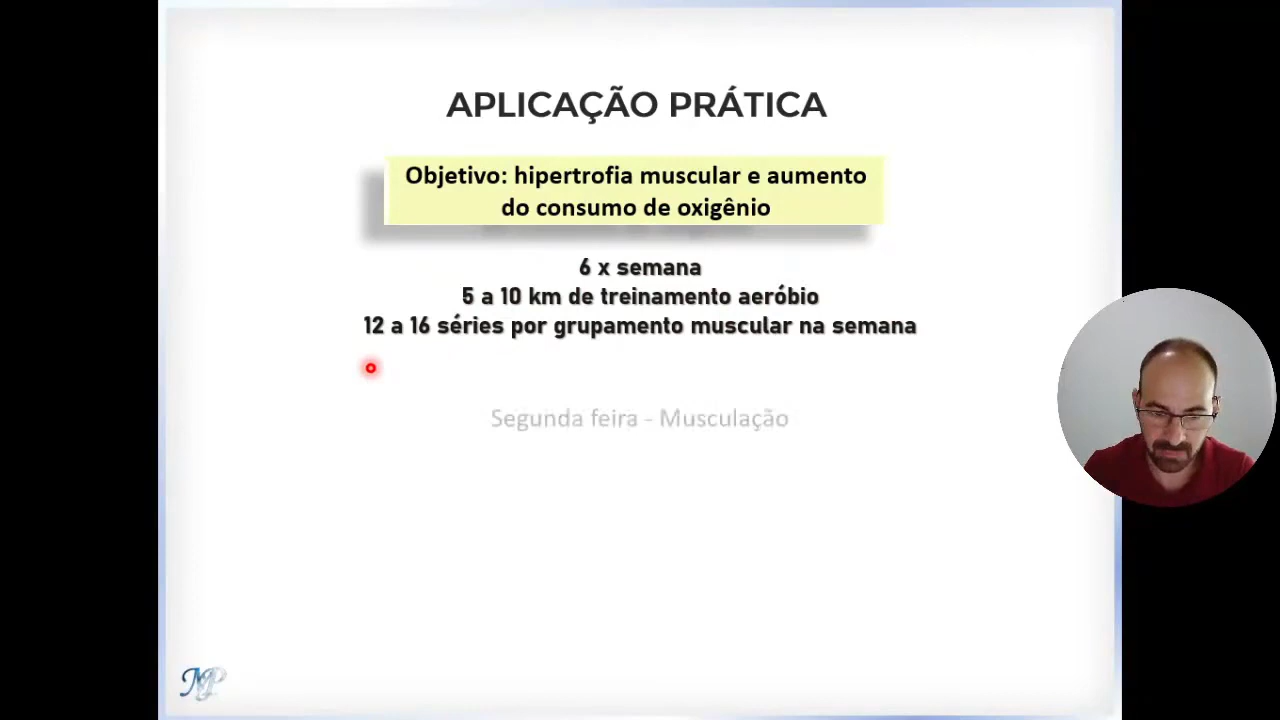 APLICAÇÃO PRÁTICA
Objetivo: hipertrofia muscular e aumento
do consumo de oxigênio
6 x semana
5 a 10 km de treinamento aeróbio
12 a 16 séries por grupamento muscular na semana
Segunda feira - Musculação
MP